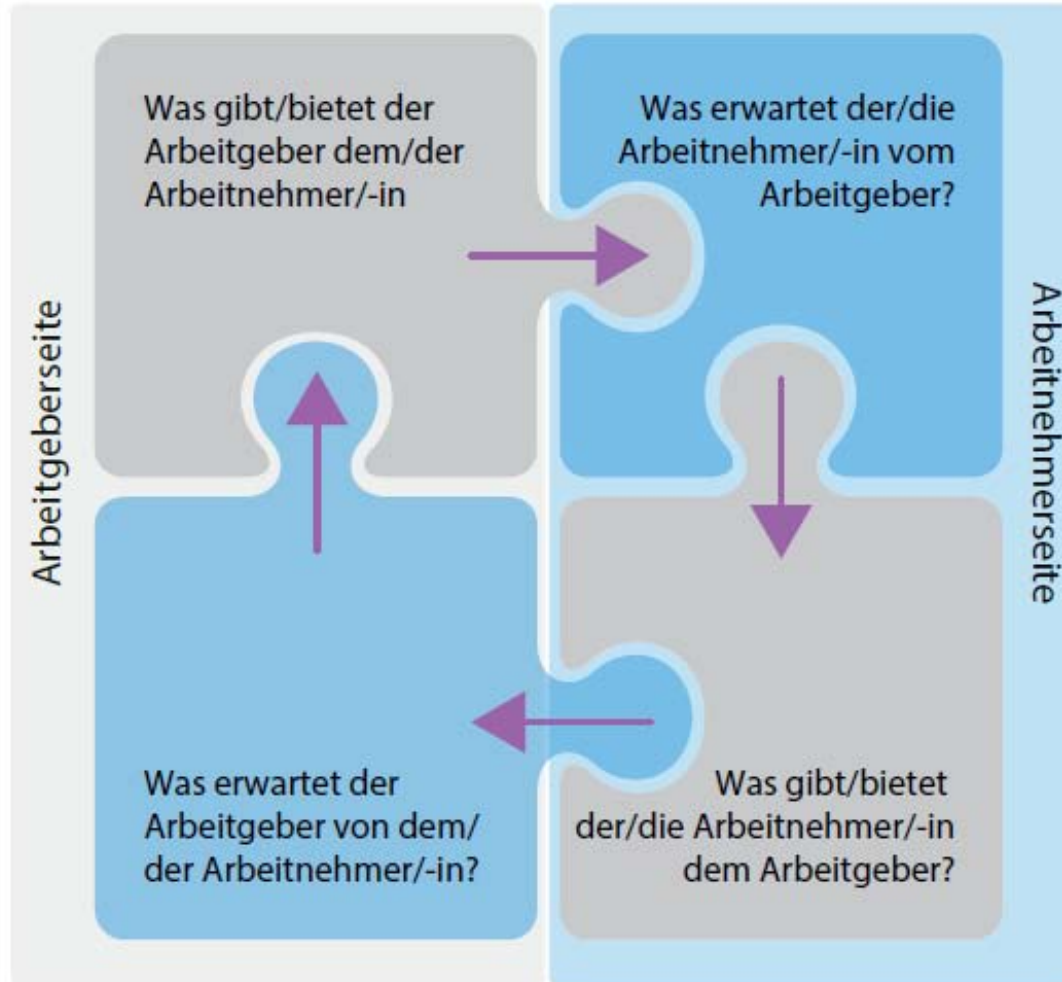 Was gibt/bietet der
Arbeitgeber dem/der
Arbeitnehmer/-in
Was erwartet der/die
Arbeitnehmer/-in vom
Arbeitgeber?
Arbeitgeberseite
Arbeitnehmerseite
Was erwartet der
Arbeitgeber von dem/
der Arbeitnehmer/-in?
Was gibt/bietet
der/die Arbeitnehmer/-in
dem Arbeitgeber?